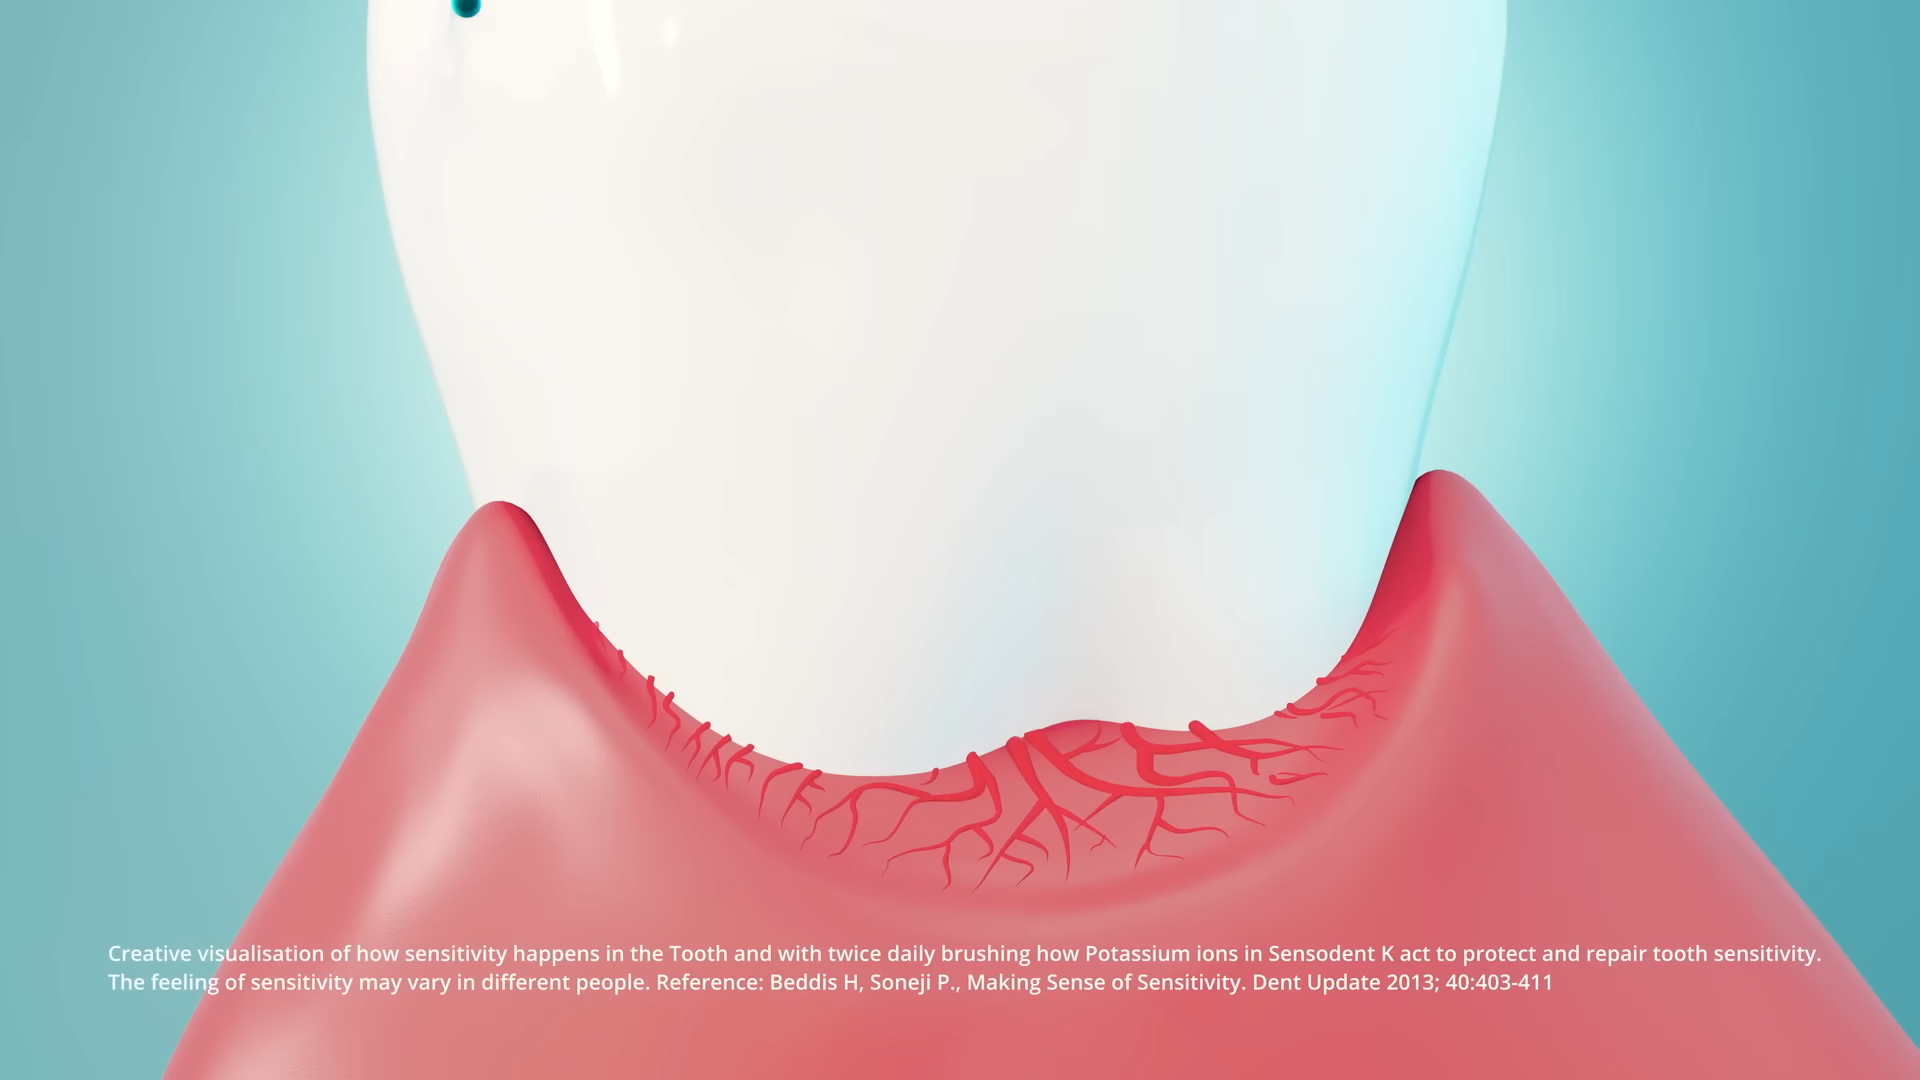 Creative visualisation of how sensitivity happens in the Tooth and with twice daily brushing how Potassium ions in Sensodent K act to protect and repair tooth sensitivity.
The feeling of sensitivity may vary in different people. Reference: Beddis H, Soneji P., Making Sense of Sensitivity. Dent Update 2013; 40:403-411